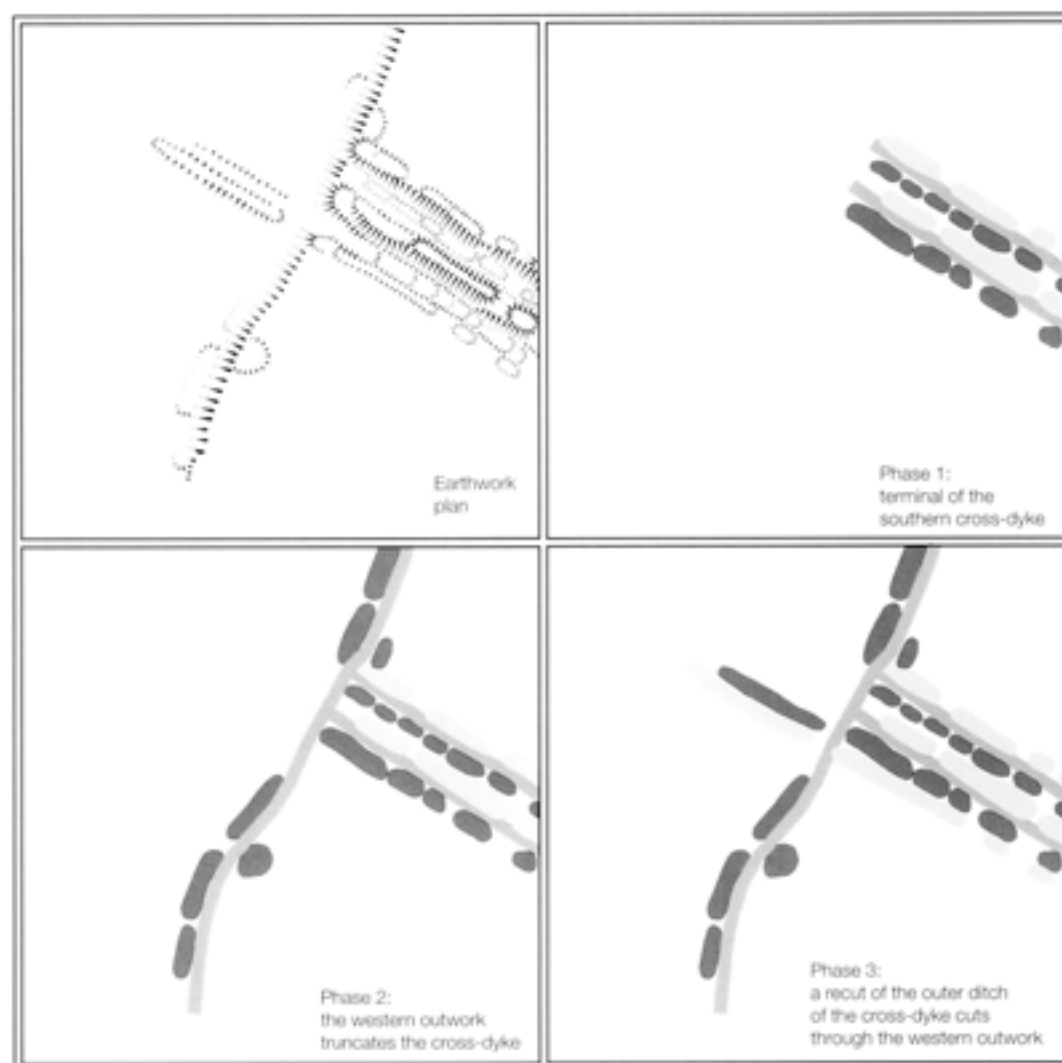 Earthwork
plan
Phase 1:
terminal of the
southern cross-dyke
Phase 2:
the western outwork
truncates the cross-dyke
Phase 3:
a recut of the outer ditch
of the cross-dyke cuts
through the western outwork